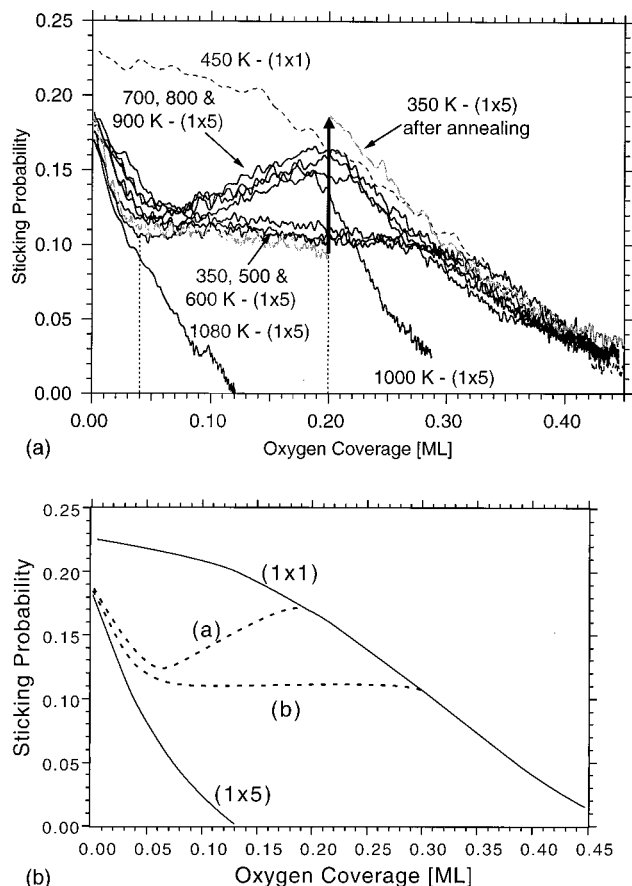 0.25
0.20
0.15
0.10
0.05
0.00
Sticking Probability
450 K - (1x1)
700, 800 &
900 K - (1x5)
350 K - (1x5)
after annealing
350, 500 &
600 K - (1x5)
1080 K - (1x5)
1000 K - (1x5)
0.00 0.10 0.20 0.30 0.40
Oxygen Coverage [ML]
(a)
0.25
0.20
0.15
0.10
0.05
0.00
Sticking Probability
(1x1)
(a)
(b)
(1x5)
0.00 0.05 0.10 0.15 0.20 0.25 0.30 0.35 0.40 0.45
Oxygen Coverage [ML]
(b)